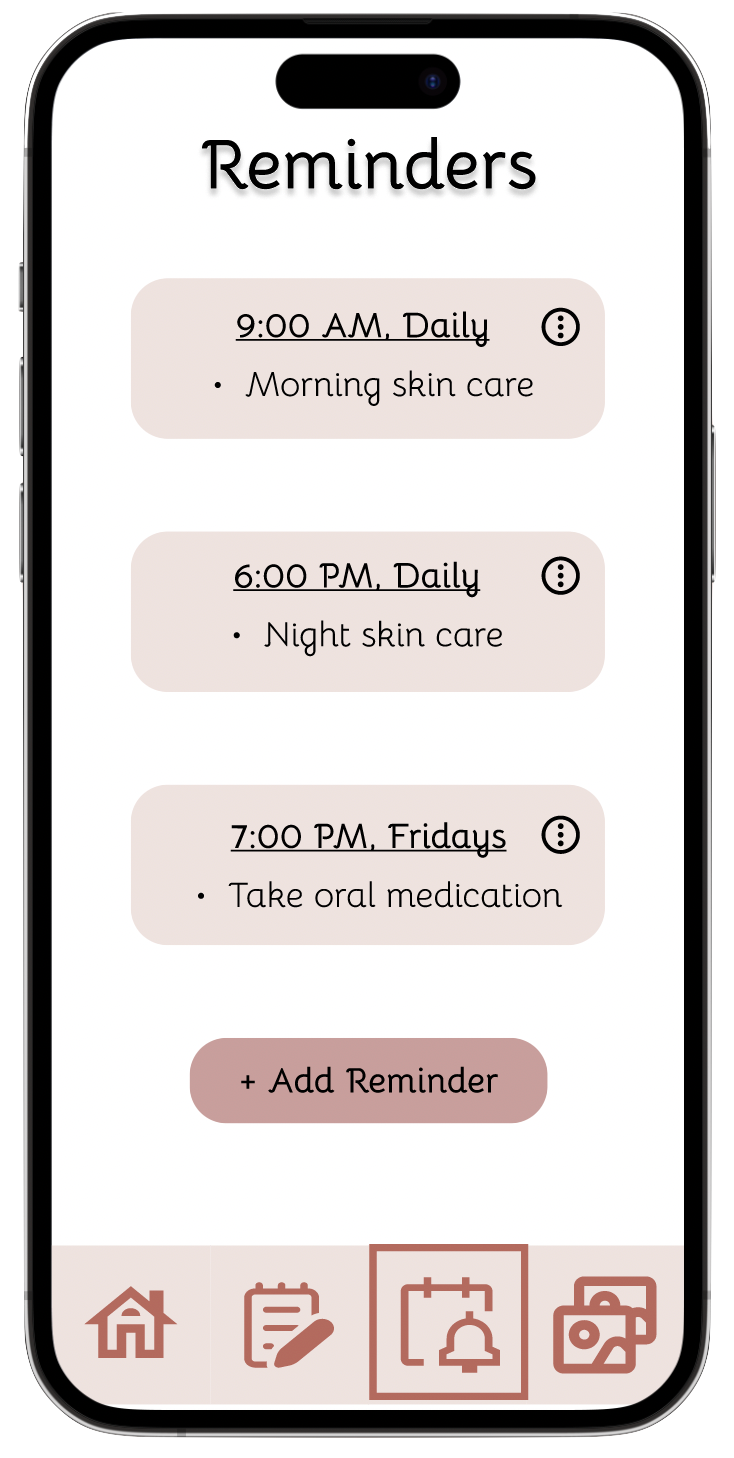 Reminders
9:00 AM, Daily
• Morning skin care
6:00 PM, Daily
• Night skin care
7:00 PM, Fridays
• Take oral medication
+ Add Reminder